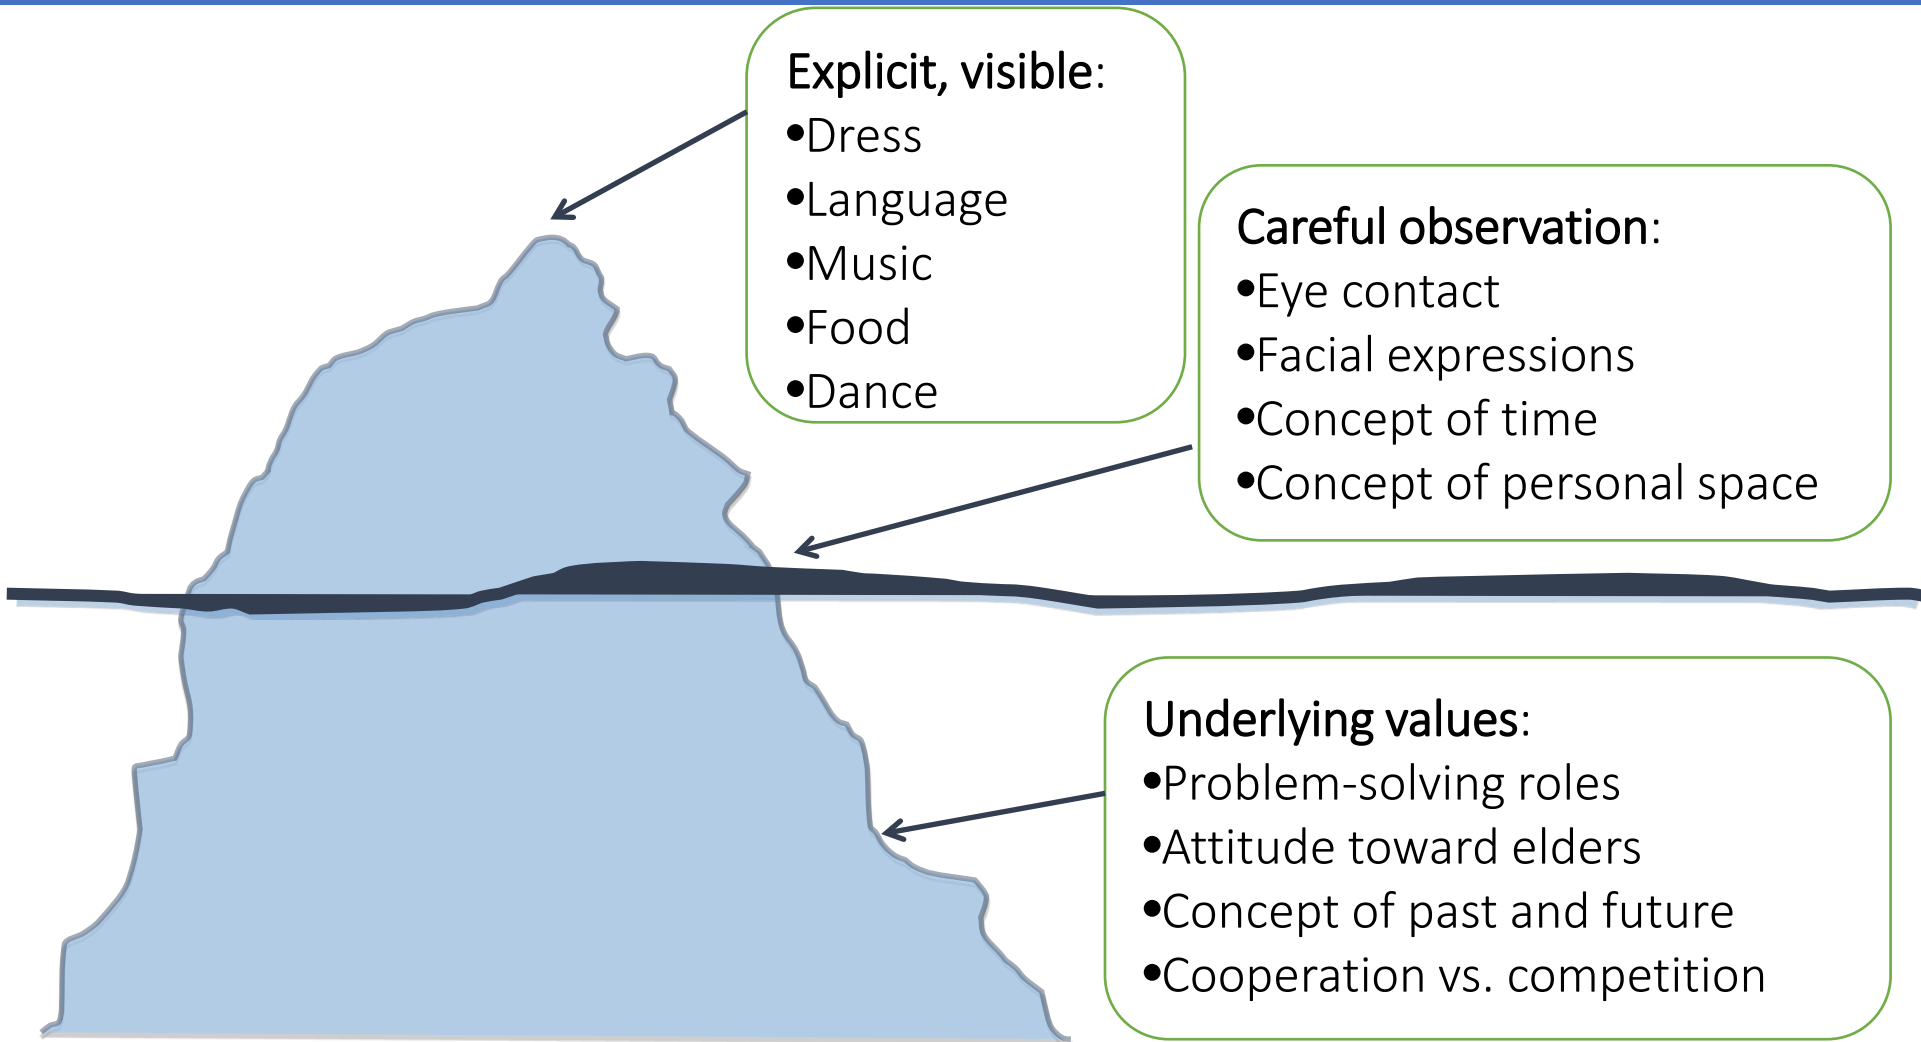 Explicit, visible:
•Dress
•Language
•Music
•Food
•Dance
Careful observation:
•Eye contact
•Facial expressions
•Concept of time
•Concept of personal space
Underlying values:
•Problem-solving roles
•Attitude toward elders
•Concept of past and future
•Cooperation vs. competition